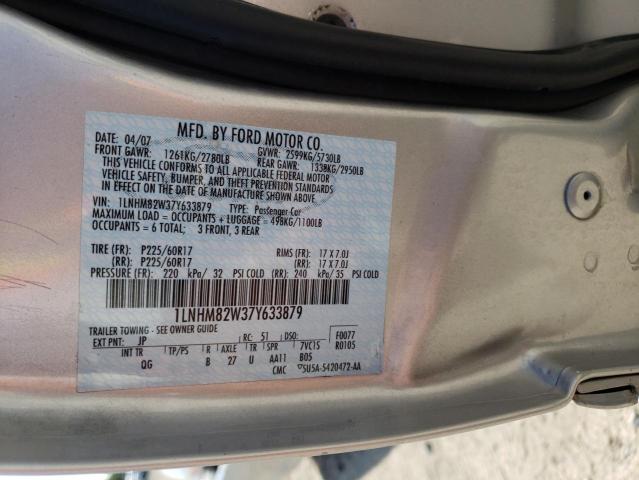 MFD. BY FORD MOTOR CO.
DATE: 04/07 GVWR: 2599KG/5730LB
FRONT GAWR: 1261KG/2780LB REAR GAWR: 1338KG/2950LB
THIS VEHICLE CONFORMS TO ALL APPLICABLE FEDERAL MOTOR
VEHICLE SAFETY, BUMPER, AND THEFT PREVENTION STANDARDS
IN EFFECT ON THE DATE OF MANUFACTURE SHOWN ABOVE.
VIN: 1LNHM82W37Y633879 TYPE: Passenger Car
MAXIMUM LOAD = OCCUPANTS + LUGGAGE = 498KG/1100LB
OCCUPANTS = 6 TOTAL; 3 FRONT, 3 REAR
TIRE (FR): P225/60R17 RIMS (FR): 17 X 7.0J
(RR): P225/60R17 (RR): 17 X 7.0J
PRESSURE (FR): 220 kPa/ 32 PSI COLD (RR): 240 kPa/ 35 PSI COLD
1LNHM82W37Y633879
TRAILER TOWING - SEE OWNER GUIDE
EXT PNT: JP RC: 51 DSO: F0077
INT TR TP/PS R AXLE TR SPR 7VC15 R0105
QG B 27 U AA11 B05
CMC 5U5A-5420472-AA